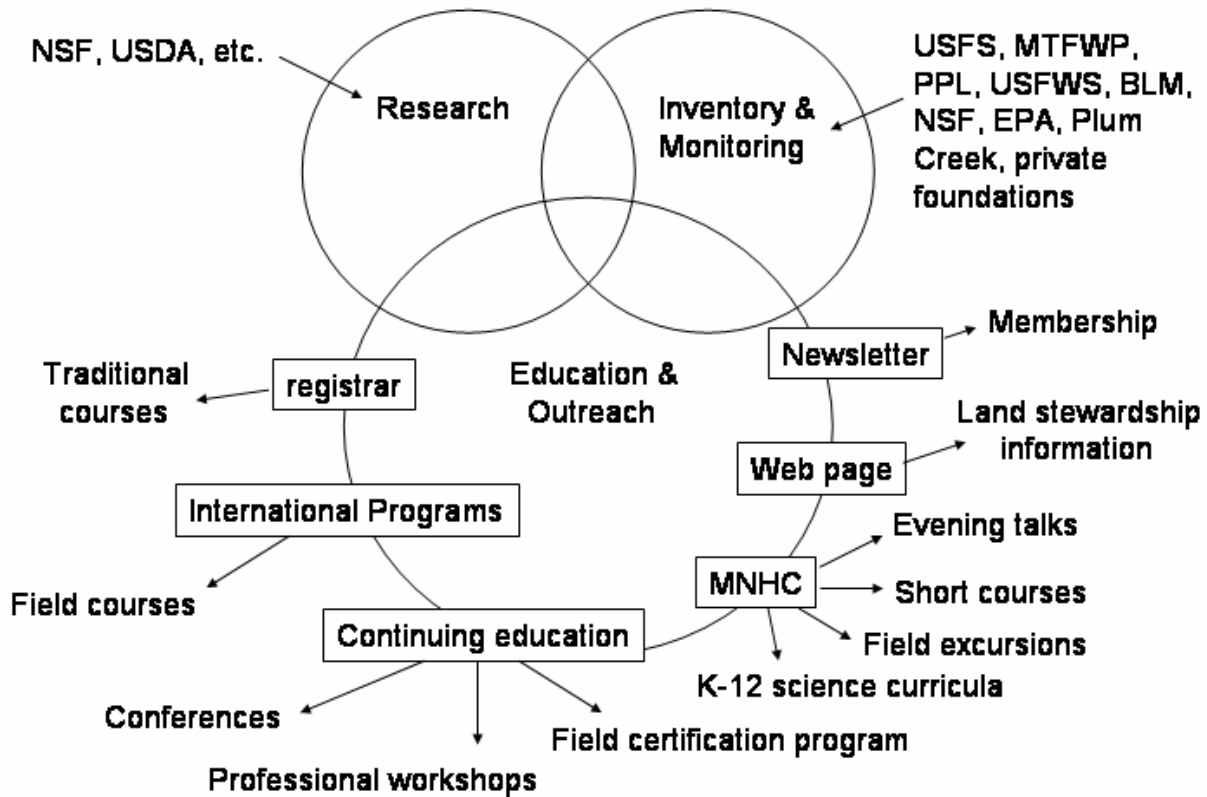 NSF, USDA, etc.
Research
Inventory &
Monitoring
USFS, MTFWP,
PPL, USFWS, BLM,
NSF, EPA, Plum
Creek, private
foundations
Membership
Newsletter
Traditional
courses
registrar
Education &
Outreach
Land stewardship
information
Web page
International Programs
Evening talks
MNHC
Short courses
Field courses
Field excursions
Continuing education
K-12 science curricula
Conferences
Field certification program
Professional workshops